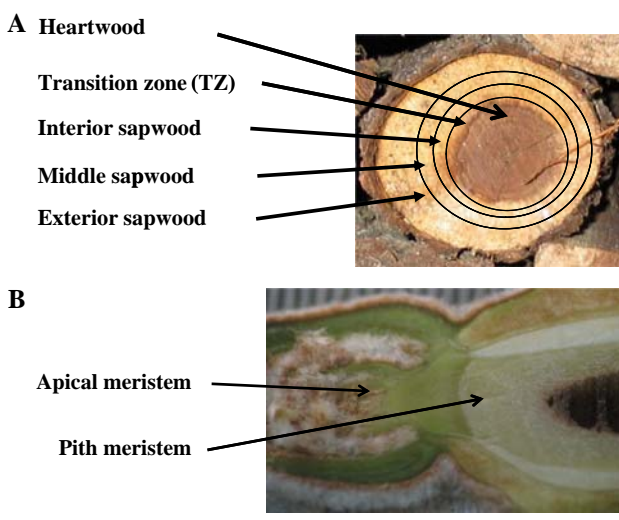 A
Heartwood
Transition zone (TZ)
Interior sapwood
Middle sapwood
Exterior sapwood
B
Apical meristem
Pith meristem